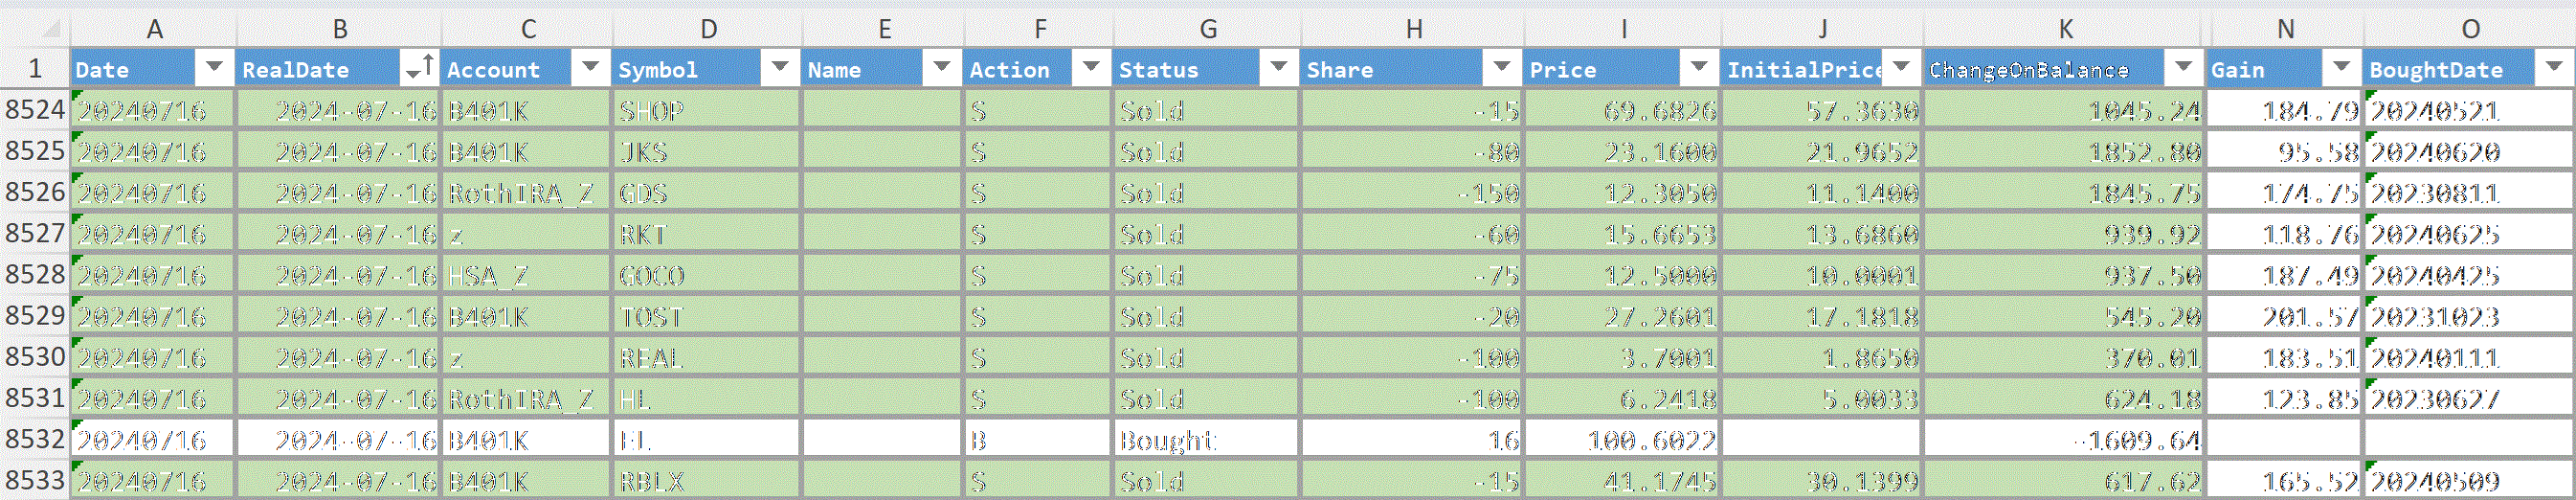 A B C D E F G H I J K N O
1 Date RealDate Account Symbol Name Action Status Share Price InitialPrice ChangeOnBalance Gain BoughtDate
8524 20240716 2024-07-16 B401K SHOP S Sold -15 69.6826 57.3630 1045.24 184.79 20240521
8525 20240716 2024-07-16 B401K JKS S Sold -80 23.1600 21.9652 1852.80 95.58 20240620
8526 20240716 2024-07-16 RothIRA_Z GDS S Sold -150 12.3050 11.1400 1845.75 174.75 20230811
8527 20240716 2024-07-16 z RKT S Sold -60 15.6653 13.6860 939.92 118.76 20240625
8528 20240716 2024-07-16 HSA_Z GOCO S Sold -75 12.5000 10.0001 937.50 187.49 20240425
8529 20240716 2024-07-16 B401K TOST S Sold -20 27.2601 17.1818 545.20 201.57 20231023
8530 20240716 2024-07-16 z REAL S Sold -100 3.7001 1.8650 370.01 183.51 20240111
8531 20240716 2024-07-16 RothIRA_Z HL S Sold -100 6.2418 5.0033 624.18 123.85 20230627
8532 20240716 2024-07-16 B401K EL B Bought 16 100.6022 -1609.64
8533 20240716 2024-07-16 B401K RBLX S Sold -15 41.1745 30.1399 617.62 165.52 20240509